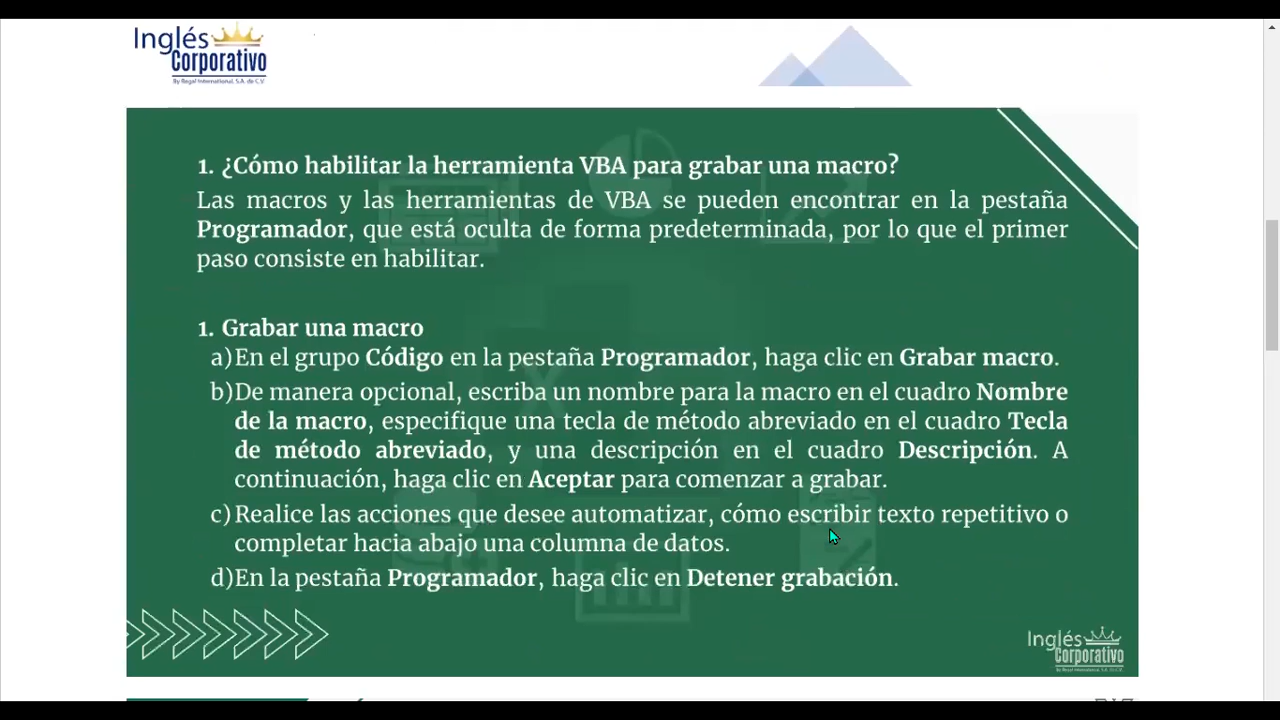 Inglés
Corporativo
By Regal International, S.A. de C.V.
1. ¿Cómo habilitar la herramienta VBA para grabar una macro?
Las macros y las herramientas de VBA se pueden encontrar en la pestaña
Programador, que está oculta de forma predeterminada, por lo que el primer
paso consiste en habilitar.
1. Grabar una macro
a)En el grupo Código en la pestaña Programador, haga clic en Grabar macro.
b)De manera opcional, escriba un nombre para la macro en el cuadro Nombre
de la macro, especifique una tecla de método abreviado en el cuadro Tecla
de método abreviado, y una descripción en el cuadro Descripción. A
continuación, haga clic en Aceptar para comenzar a grabar.
c)Realice las acciones que desee automatizar, cómo escribir texto repetitivo o
completar hacia abajo una columna de datos.
d)En la pestaña Programador, haga clic en Detener grabación.
Inglés
Corporativo